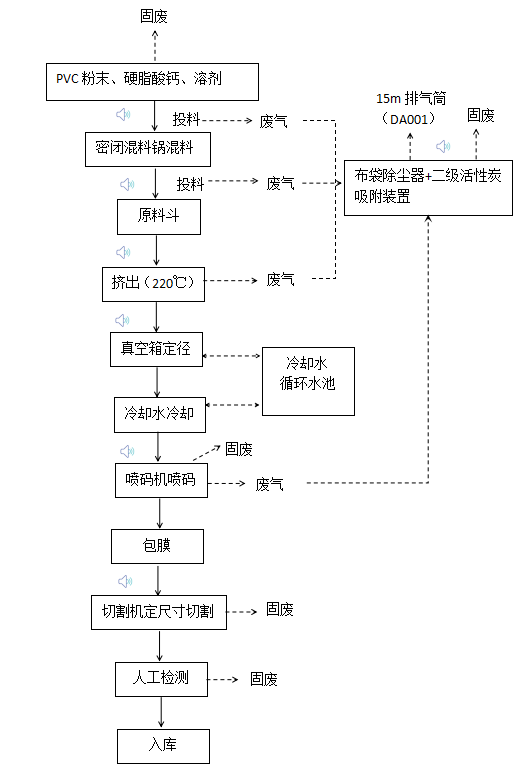 固废
PVC 粉末、硬脂酸钙、溶剂
15m 排气筒
（DA001）
固废
投料
废气
密闭混料锅混料
布袋除尘器+二级活性炭
吸附装置
投料
废气
原料斗
挤出（220℃）
废气
真空箱定径
冷却水
循环水池
冷却水冷却
固废
喷码机喷码
废气
包膜
切割机定尺寸切割
固废
人工检测
固废
入库